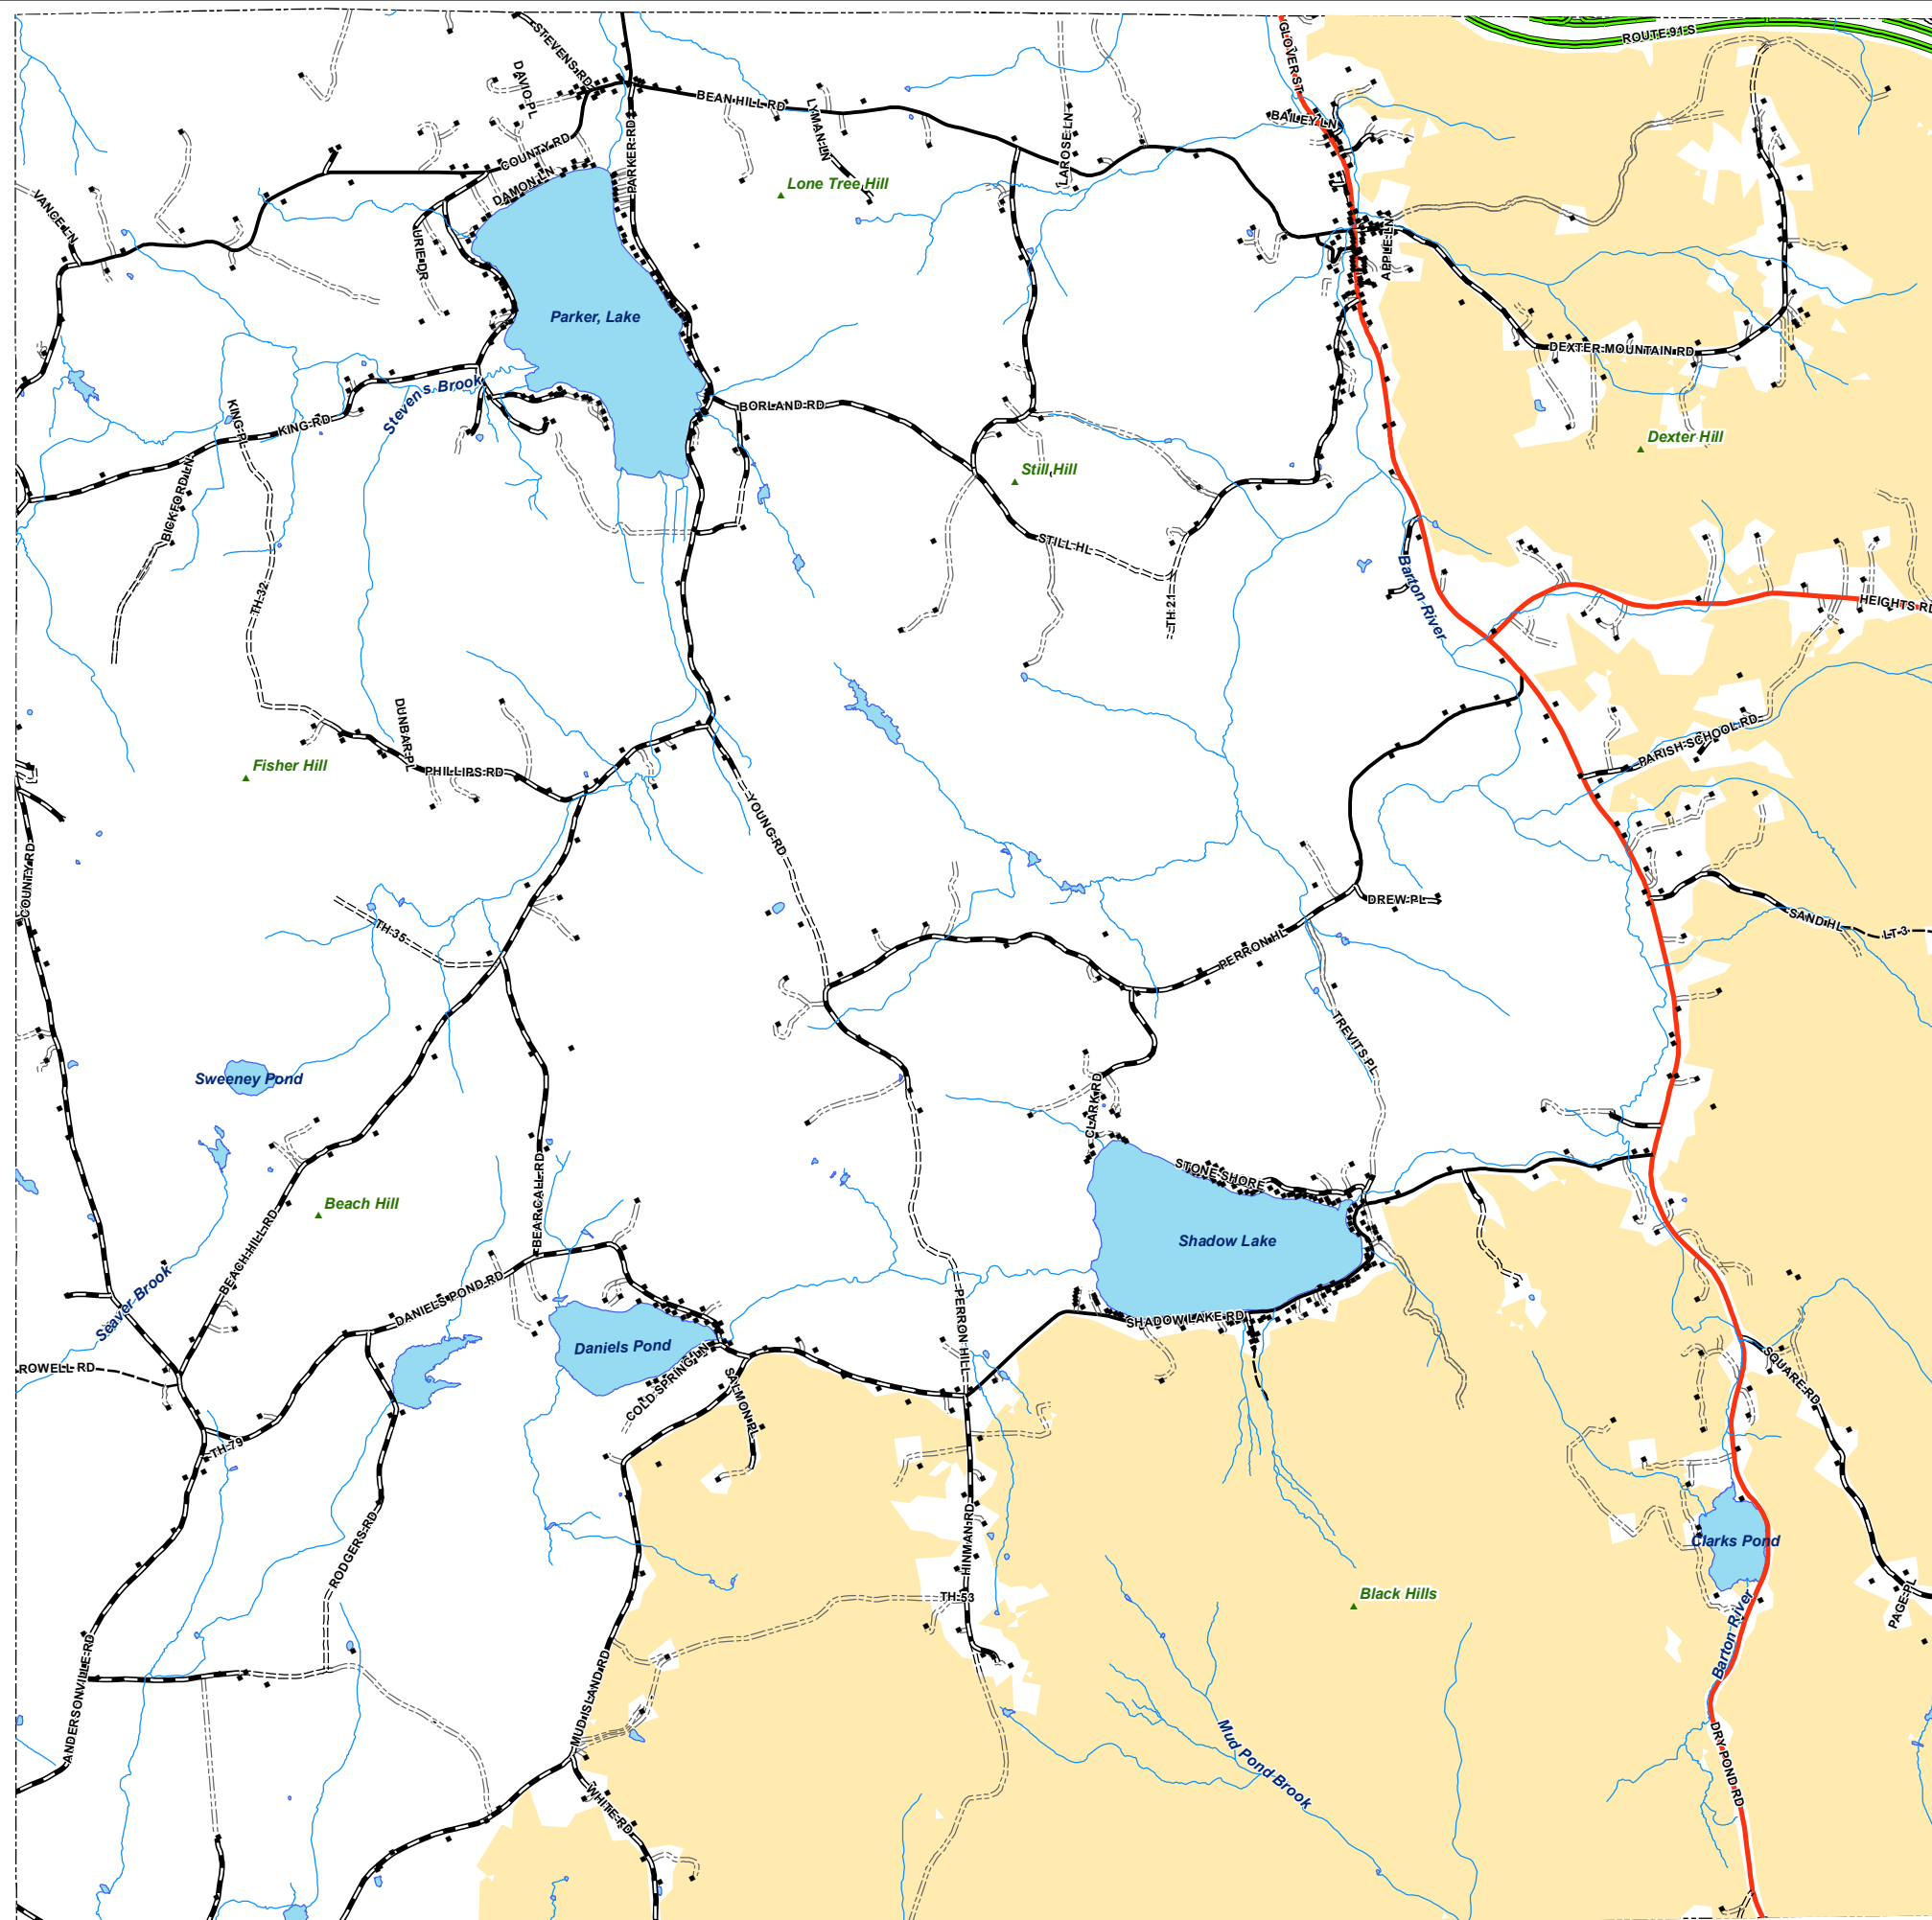 STEVENS RD
GLOVER ST
ROUTE 91 S
DAVIO PL
BEAN HILL RD
LYMAN LN
LAROSE LN
BAILEY LN
COUNTY RD
PARKER RD
DAMON LN
Lone Tree Hill
VANCE LN
URIE DR
APPLE LN
Parker, Lake
DEXTER MOUNTAIN RD
Stevens Brook
KING PL
KING RD
BORLAND RD
Dexter Hill
BICKFORD LN
Still Hill
STILL HL
TH 32
TH 21
Barton River
HEIGHTS RD
DUNBAR PL
PARISH SCHOOL RD
Fisher Hill
PHILLIPS RD
YOUNG RD
COUNTY RD
DREW PL
TH 35
PERRON HL
SAND HL
LT 3
TREVITS PL
Sweeney Pond
CLARK RD
STONE SHORE
BEAR CALL RD
Beach Hill
BEACH HILL RD
Shadow Lake
Seaver Brook
DANIELS POND RD
PERRON HILL
SHADOW LAKE RD
Daniels Pond
ROWELL RD
COLD SPRING LN
SALMON PL
SQUARE RD
TH 79
RODGERS RD
HINMAN RD
Clarks Pond
TH 53
Black Hills
PAGE PL
Barton River
ANDERSONVILLE RD
MUD ISLAND RD
Mud Pond Brook
DRY POND RD
WHITE RD